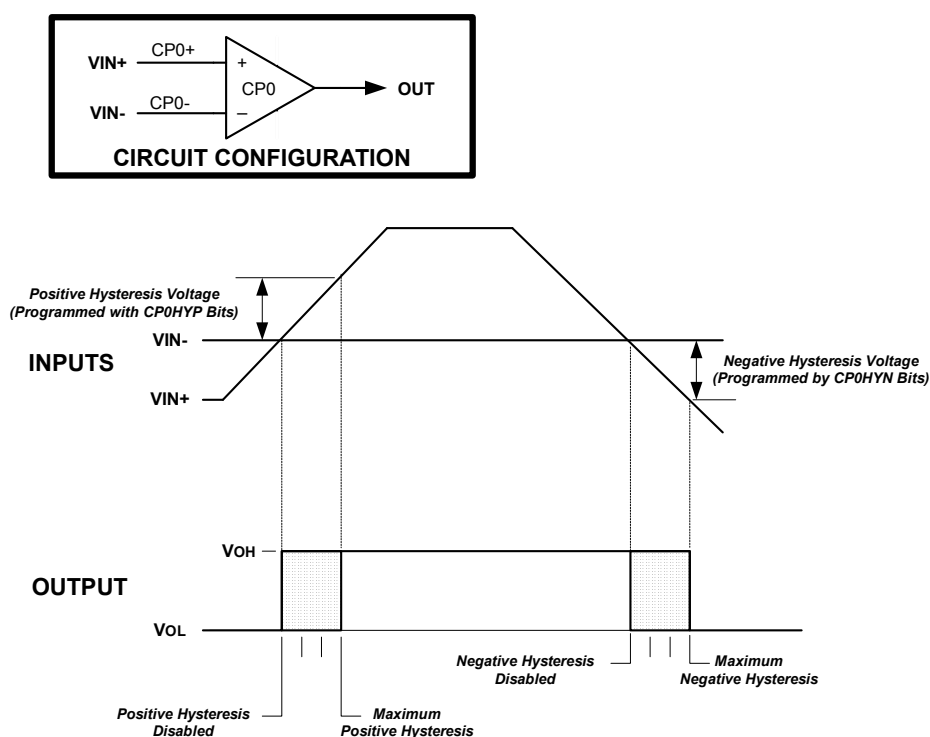 CP0+
VIN+
+
CP0
OUT
CP0-
VIN-
–
CIRCUIT CONFIGURATION
Positive Hysteresis Voltage
(Programmed with CP0HYP Bits)
VIN-
INPUTS
Negative Hysteresis Voltage
(Programmed by CP0HYN Bits)
VIN+
VOH
OUTPUT
VOL
Negative Hysteresis
Disabled
Maximum
Negative Hysteresis
Positive Hysteresis
Disabled
Maximum
Positive Hysteresis